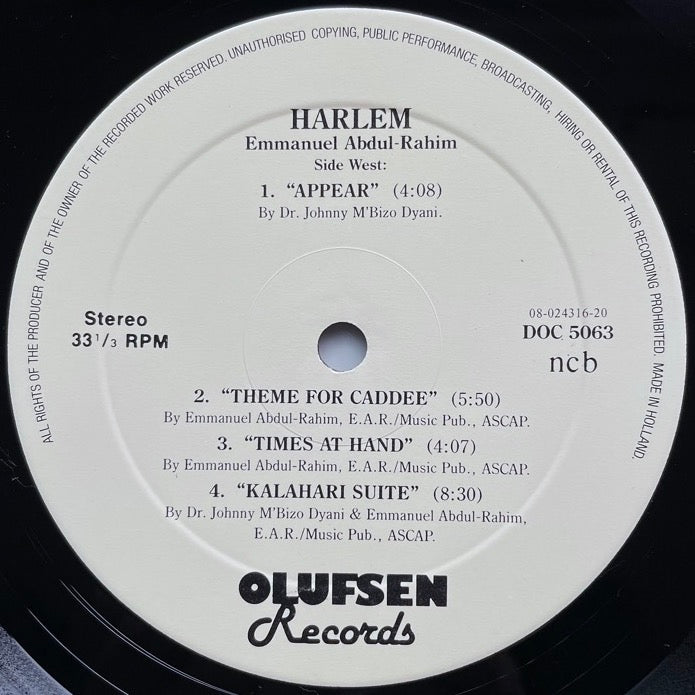 ALL RIGHTS OF THE PRODUCER AND OF THE OWNER OF THE RECORDED WORK RESERVED. UNAUTHORISED COPYING, PUBLIC PERFORMANCE, BROADCASTING, HIRING OR RENTAL OF THIS RECORDING PROHIBITED. MADE IN HOLLAND.
HARLEM
Emmanuel Abdul-Rahim
Side West:
1. “APPEAR” (4:08)
By Dr. Johnny M'Bizo Dyani.
Stereo
33 1/3 RPM
08-024316-20
DOC 5063
ncb
2. “THEME FOR CADDEE” (5:50)
By Emmanuel Abdul-Rahim, E.A.R./Music Pub., ASCAP.
3. “TIMES AT HAND” (4:07)
By Emmanuel Abdul-Rahim, E.A.R./Music Pub., ASCAP.
4. “KALAHARI SUITE” (8:30)
By Dr. Johnny M'Bizo Dyani & Emmanuel Abdul-Rahim,
E.A.R./Music Pub., ASCAP.
OLUFSEN
Records